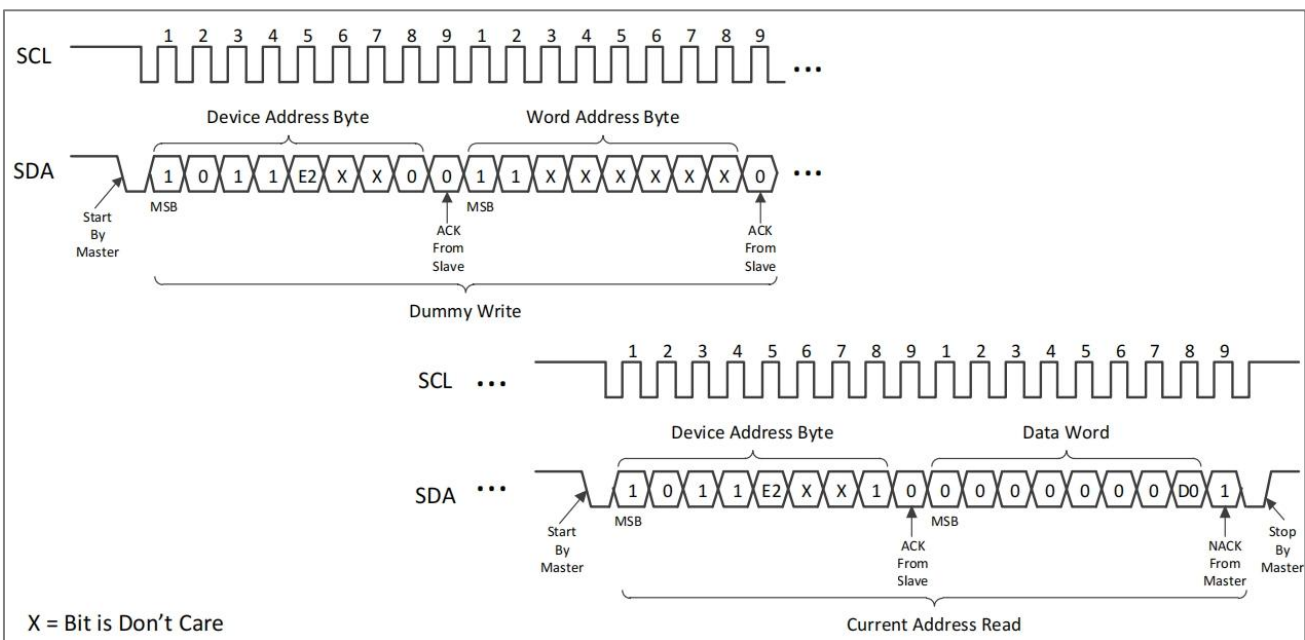 1 2 3 4 5 6 7 8 9 1 2 3 4 5 6 7 8 9
SCL ...
Device Address Byte Word Address Byte
SDA 1 0 1 1 E2 X X 0 0 1 1 X X X X X X 0 ...
MSB MSB
Start By Master
ACK From Slave
ACK From Slave
Dummy Write
1 2 3 4 5 6 7 8 9 1 2 3 4 5 6 7 8 9
SCL ...
Device Address Byte Data Word
SDA ... 1 0 1 1 E2 X X 1 0 0 0 0 0 0 0 0 D0 1
MSB MSB
Start By Master
ACK From Slave
NACK From Master
Stop By Master
X = Bit is Don't Care
Current Address Read